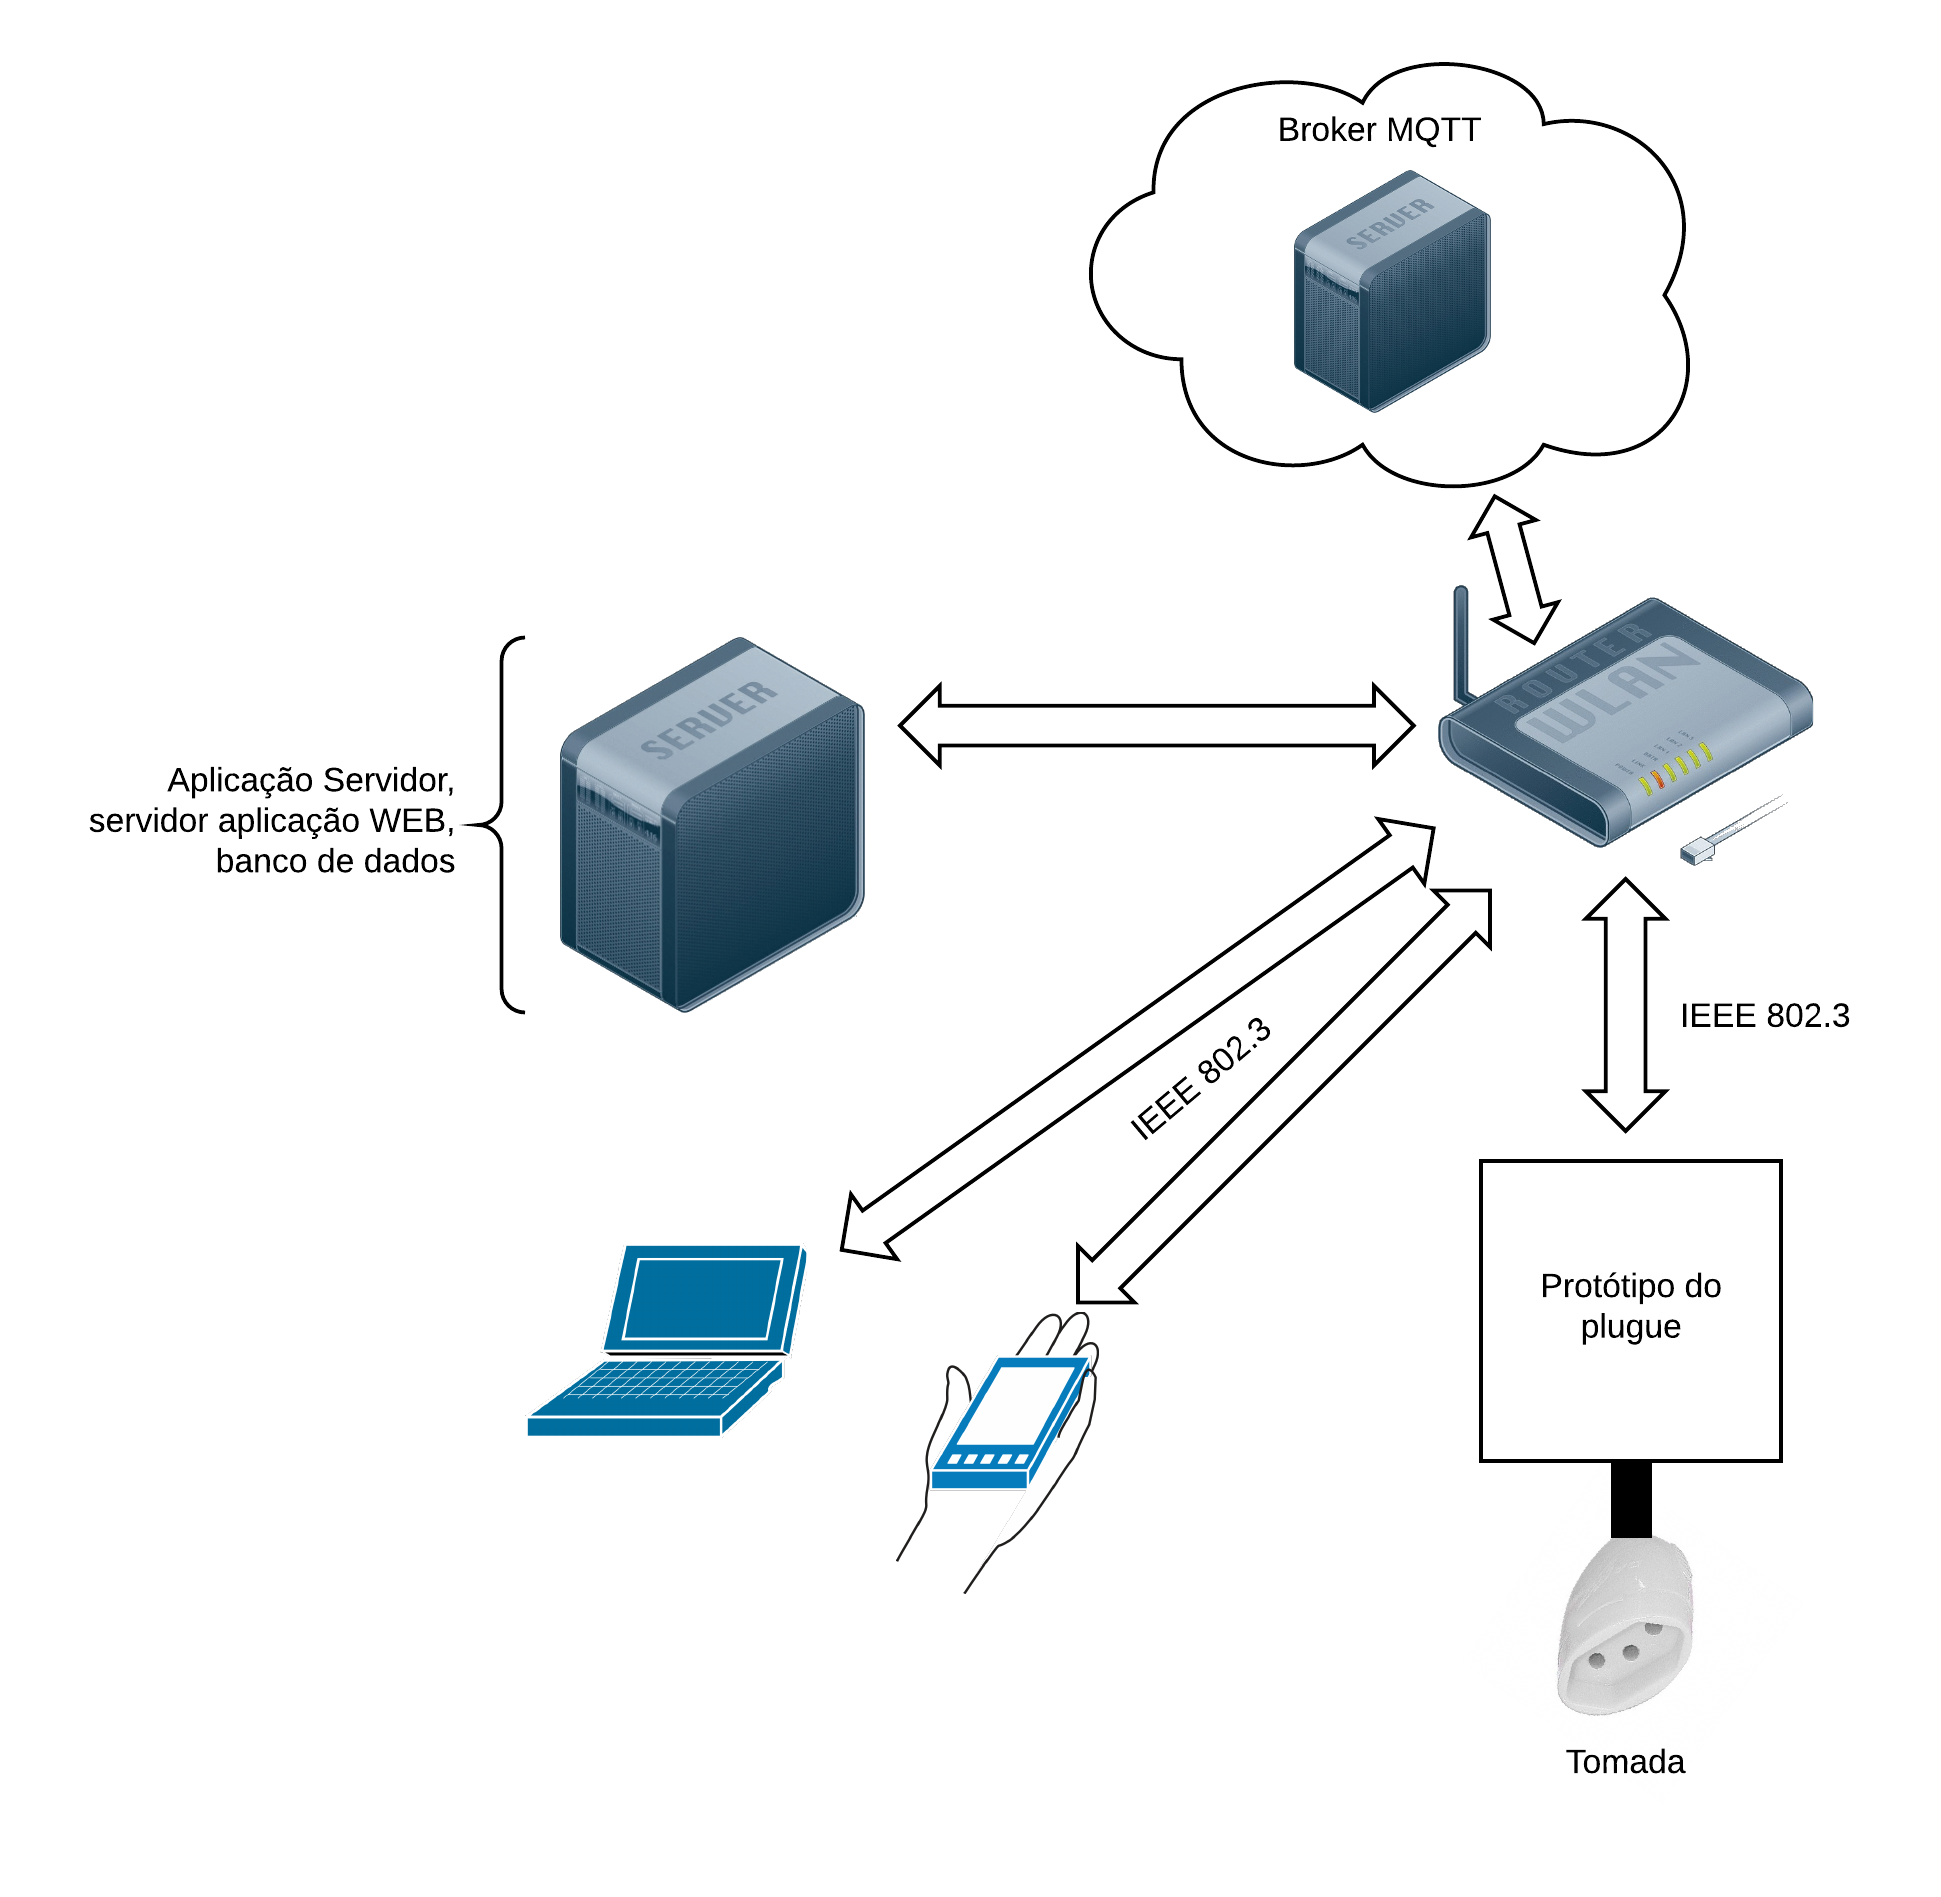 Broker MQTT
SERVER
ROUTER
WLAN
SERVER
Aplicação Servidor,
servidor aplicação WEB,
banco de dados
IEEE 802.3
IEEE 802.3
Protótipo do
plugue
Tomada